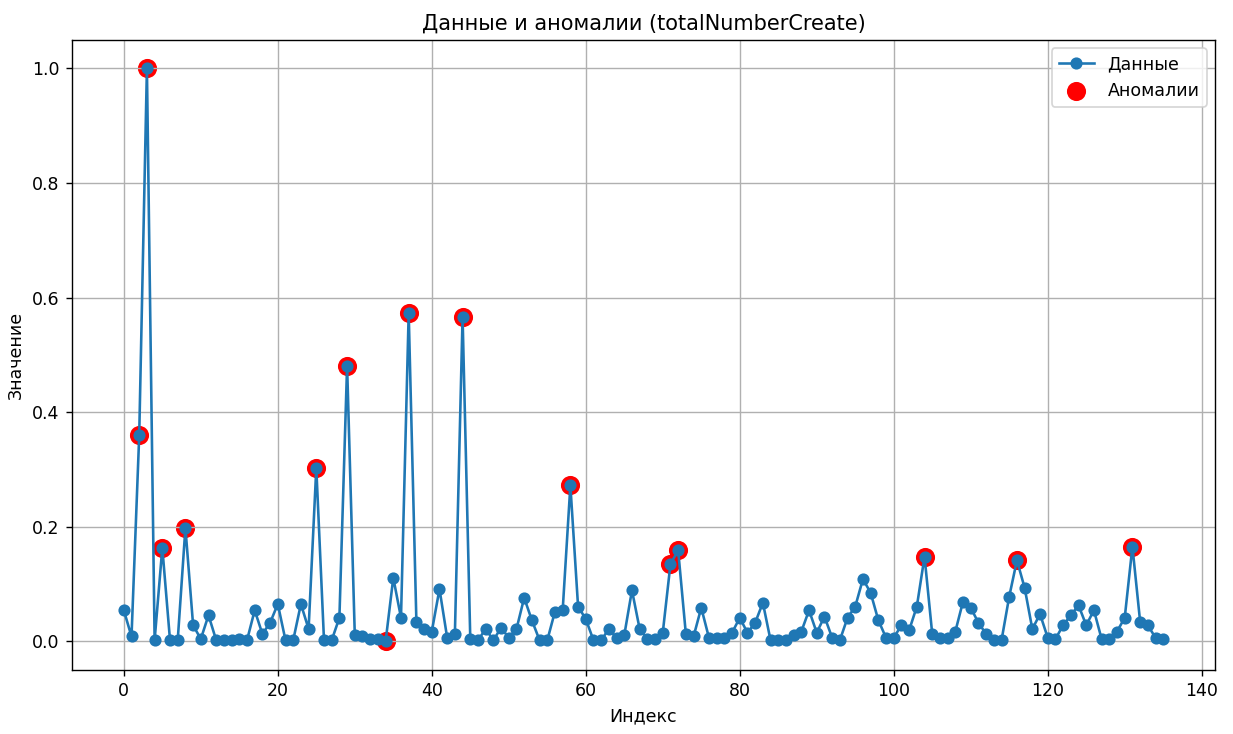 Данные и аномалии (totalNumberCreate)
Данные
Аномалии
Значение
1.0
0.8
0.6
0.4
0.2
0.0
0 20 40 60 80 100 120 140
Индекс